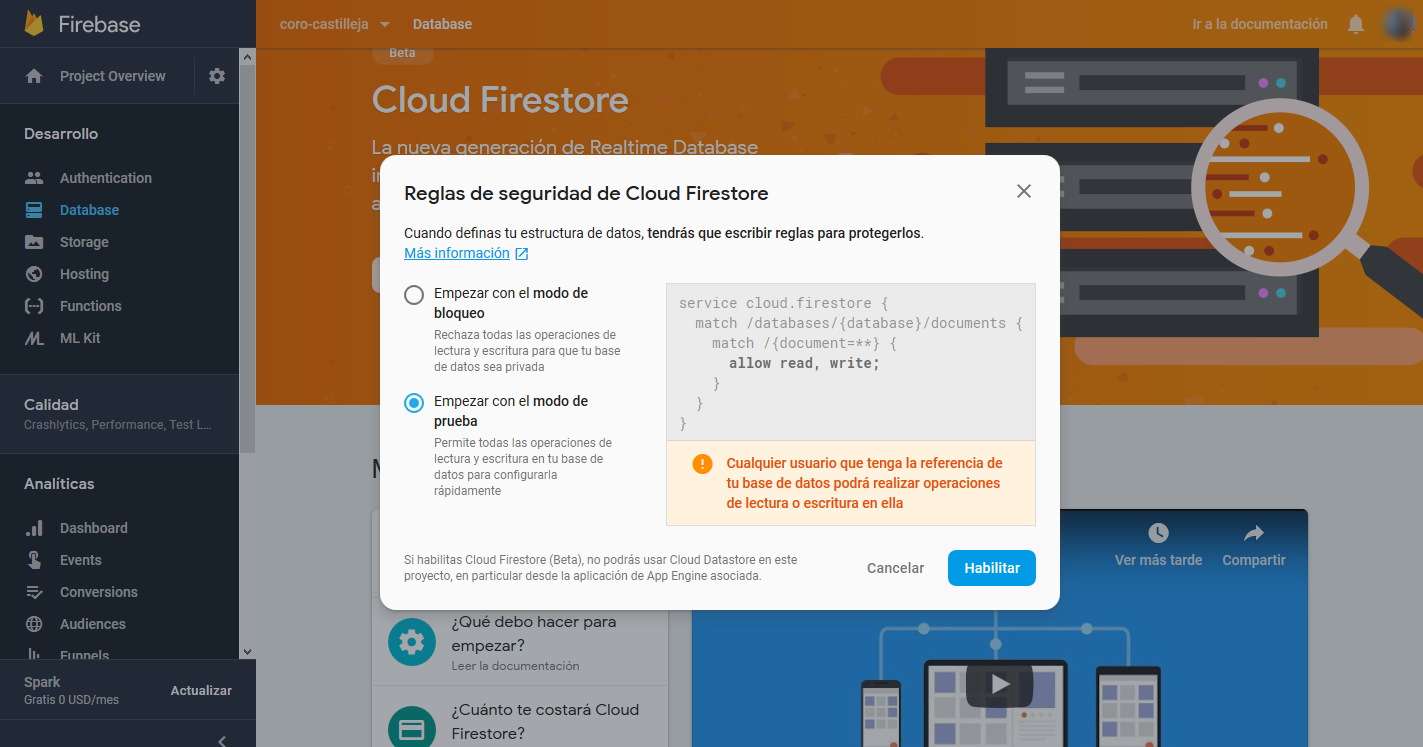 Firebase
coro-castilleja
Database
Ir a la documentación
Project Overview
Desarrollo
Authentication
Database
Storage
Hosting
Functions
ML Kit
Calidad
Crashlytics, Performance, Test L...
Analíticas
Dashboard
Events
Conversions
Audiences
Funnels
Spark
Gratis 0 USD/mes
Actualizar
Beta
Cloud Firestore
La nueva generación de Realtime Database
Reglas de seguridad de Cloud Firestore
Cuando definas tu estructura de datos, tendrás que escribir reglas para protegerlos.
Más información
Empezar con el modo de
bloqueo
Rechaza todas las operaciones de
lectura y escritura para que tu base
de datos sea privada
Empezar con el modo de
prueba
Permite todas las operaciones de
lectura y escritura en tu base de
datos para configurarla
rápidamente
service cloud.firestore {
match /databases/{database}/documents {
match /{document=**} {
allow read, write;
}
}
}
Cualquier usuario que tenga la referencia de
tu base de datos podrá realizar operaciones
de lectura o escritura en ella
Si habilitas Cloud Firestore (Beta), no podrás usar Cloud Datastore en este
proyecto, en particular desde la aplicación de App Engine asociada.
Cancelar
Habilitar
¿Qué debo hacer para
empezar?
Leer la documentación
¿Cuánto te costará Cloud
Firestore?
Ver más tarde
Compartir